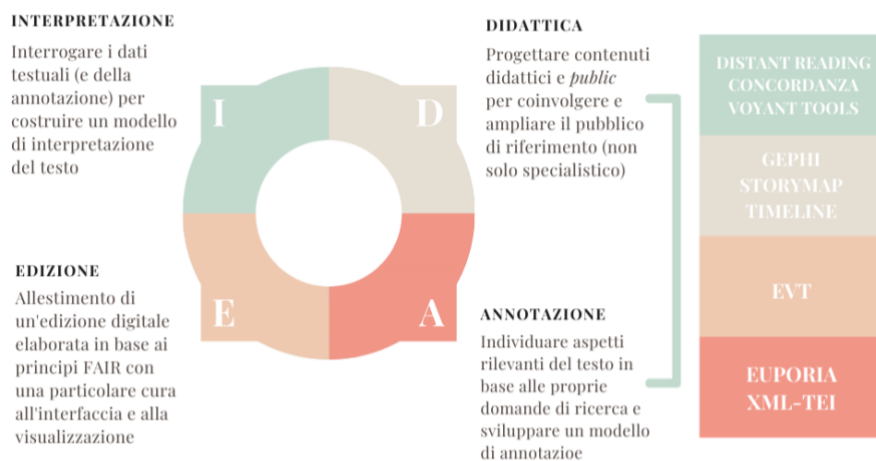 INTERPRETAZIONE
Interrogare i dati
testuali (e della
annotazione) per
costruire un modello
di interpretazione
del testo
I
D
E
A
DIDATTICA
Progettare contenuti
didattici e public
per coinvolgere e
ampliare il pubblico
di riferimento (non
solo specialistico)
EDIZIONE
Allestimento di
un'edizione digitale
elaborata in base ai
principi FAIR con
una particolare cura
all'interfaccia e alla
visualizzazione
ANNOTAZIONE
Individuare aspetti
rilevanti del testo in
base alle proprie
domande di ricerca e
sviluppare un modello
di annotazioe
DISTANT READING
CONCORDANZA
VOYANT TOOLS
GEPHI
STORYMAP
TIMELINE
EVT
EUPORIA
XML-TEI